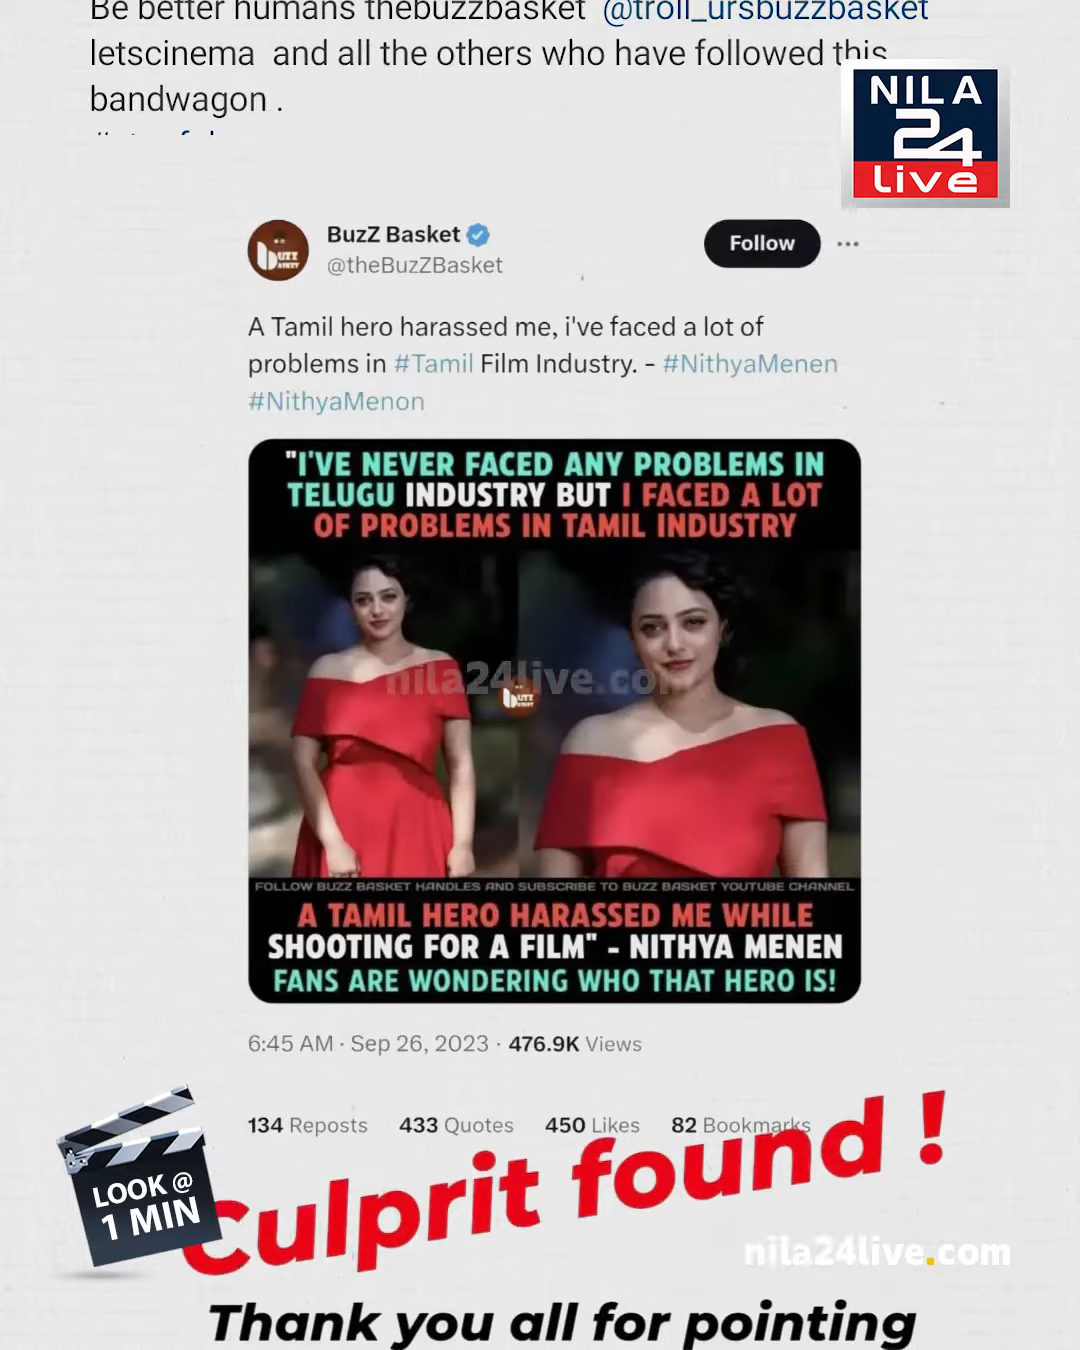 Be better humans thebuzzbasket @troll_ursbuzzbasket
letscinema and all the others who have followed this
bandwagon .
NILA
24
Live
BuzZ Basket
@theBuzZBasket
Follow
A Tamil hero harassed me, i've faced a lot of
problems in #Tamil Film Industry. - #NithyaMenen
#NithyaMenon
"I'VE NEVER FACED ANY PROBLEMS IN
TELUGU INDUSTRY BUT I FACED A LOT
OF PROBLEMS IN TAMIL INDUSTRY
nila24live.com
BUZZ
BASKET
FOLLOW BUZZ BASKET HANDLES AND SUBSCRIBE TO BUZZ BASKET YOUTUBE CHANNEL
A TAMIL HERO HARASSED ME WHILE
SHOOTING FOR A FILM" - NITHYA MENEN
FANS ARE WONDERING WHO THAT HERO IS!
6:45 AM · Sep 26, 2023 · 476.9K Views
134 Reposts 433 Quotes 450 Likes 82 Bookmarks
Culprit found !
LOOK @
1 MIN
nila24live.com
Thank you all for pointing